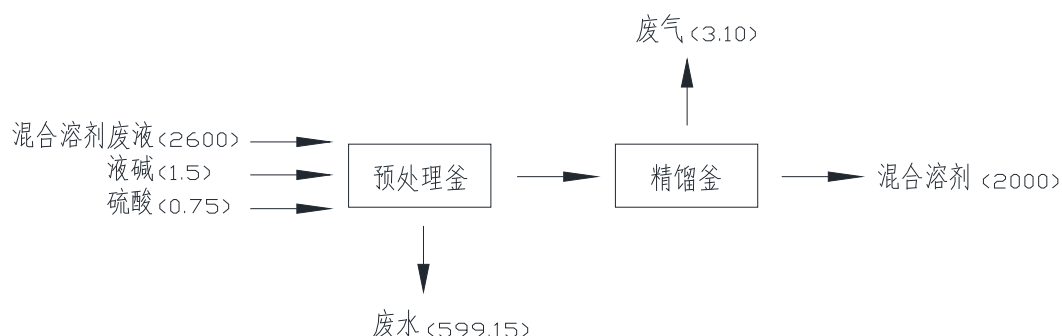 废气(3.10)
混合溶剂废液(2600)
液碱(1.5)
硫酸(0.75)
预处理釜
精馏釜
混合溶剂(2000)
废水(599.15)